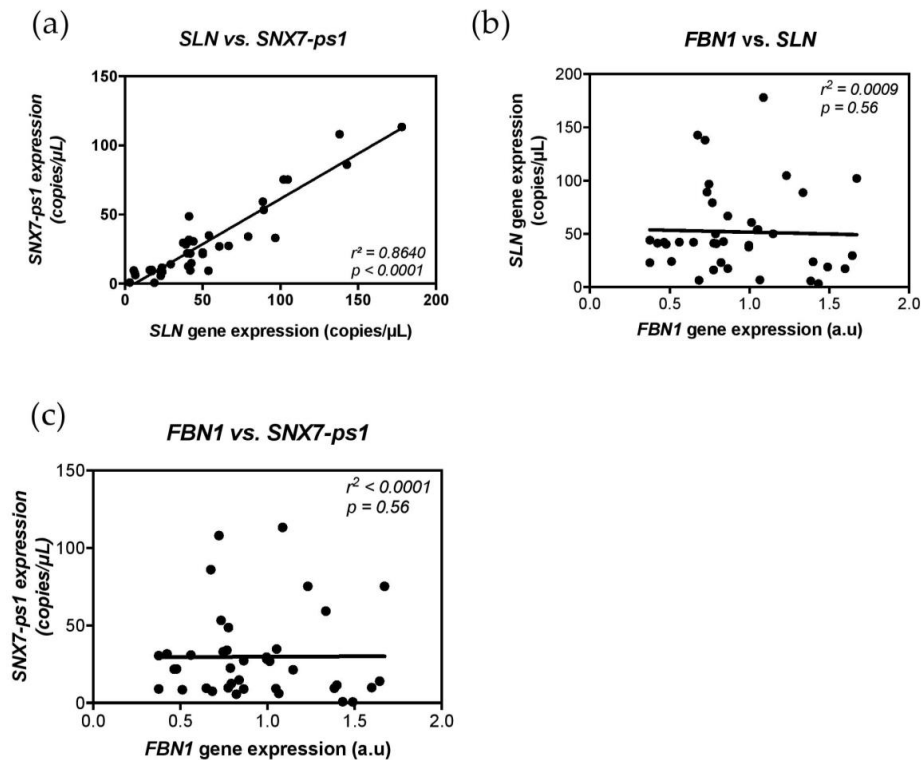 (a)
SLN vs. SNX7-ps1
SNX7-ps1 expression
(copies/µL)
150
100
50
0
0
50
100
150
200
r² = 0.8640
p < 0.0001
SLN gene expression (copies/µL)
(b)
FBN1 vs. SLN
SLN gene expression
(copies/µL)
200
150
100
50
0
0.0
0.5
1.0
1.5
2.0
r² = 0.0009
p = 0.56
FBN1 gene expression (a.u)
(c)
FBN1 vs. SNX7-ps1
SNX7-ps1 expression
(copies/µL)
150
100
50
0
0.0
0.5
1.0
1.5
2.0
r² < 0.0001
p = 0.56
FBN1 gene expression (a.u)